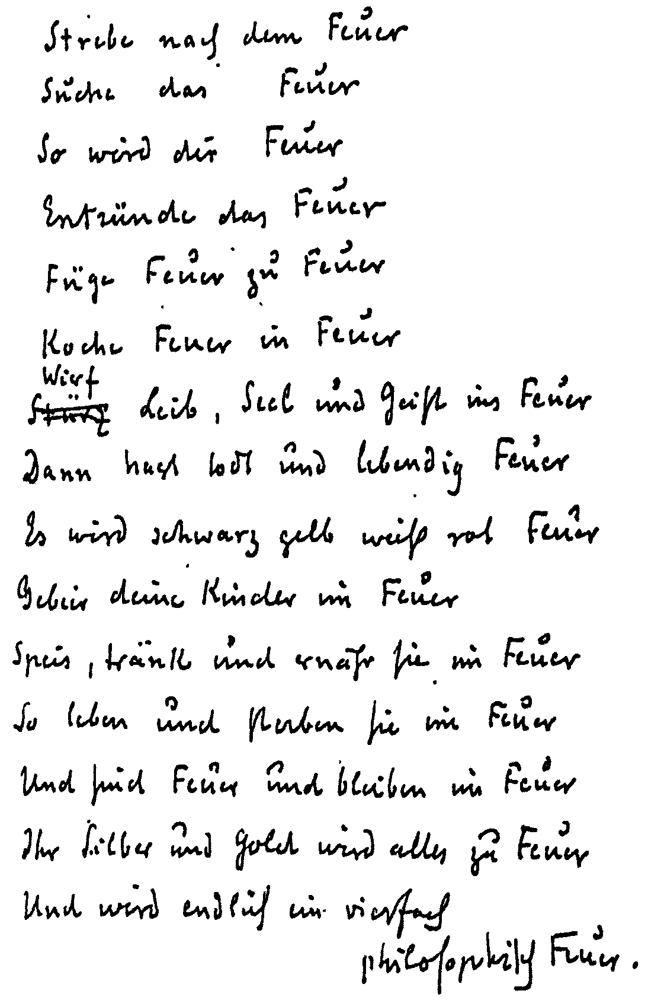 Strebe nach dem Feuer
Suche das Feuer
So wird dir Feuer
Entzünde das Feuer
Füge Feuer zu Feuer
Koche Feuer in Feuer
Wirf
Stürz Leib, Seel und Geist ins Feuer
Dann hast todt und lebendig Feuer
Es wird schwarz gelb weiß rot Feuer
Gebier deine Kinder im Feuer
Speis, tränk und ernähr sie im Feuer
So leben und sterben sie im Feuer
Und sind Feuer und bleiben im Feuer
Ihr Silber und Gold wird alles zu Feuer
Und wird endlich ein vierfach
philosophisch Feuer.